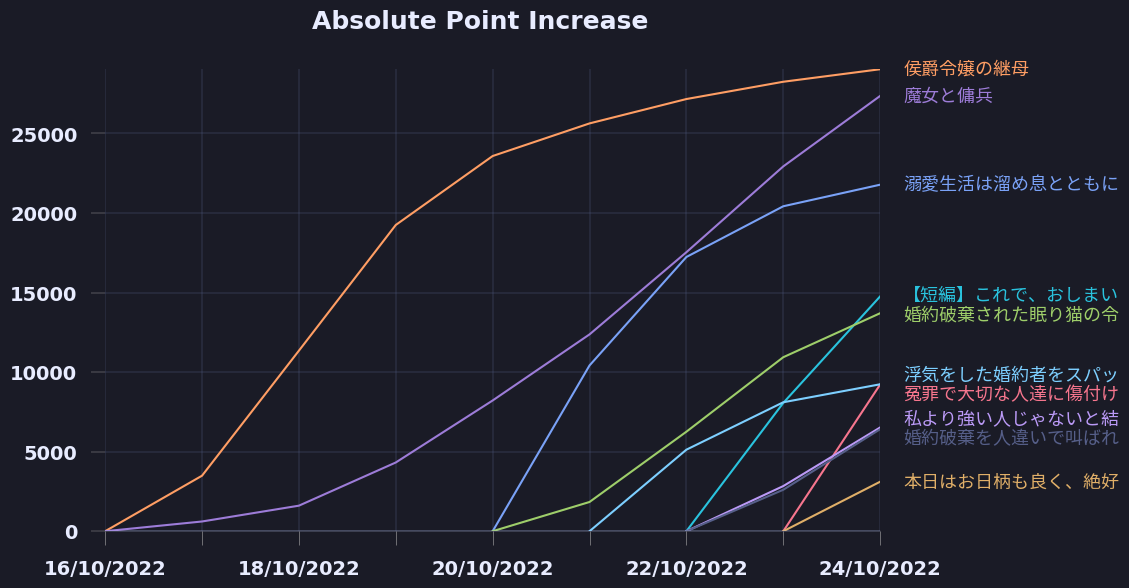 Absolute Point Increase
侯爵令嬢の継母
魔女と傭兵
25000
20000
溺愛生活は溜め息とともに
15000
【短編】これで、おしまい
婚約破棄された眠り猫の令
10000
浮気をした婚約者をスパッ
冤罪で大切な人達に傷付け
私より強い人じゃないと結
婚約破棄を人違いで叫ばれ
5000
本日はお日柄も良く、絶好
0
16/10/2022
18/10/2022
20/10/2022
22/10/2022
24/10/2022